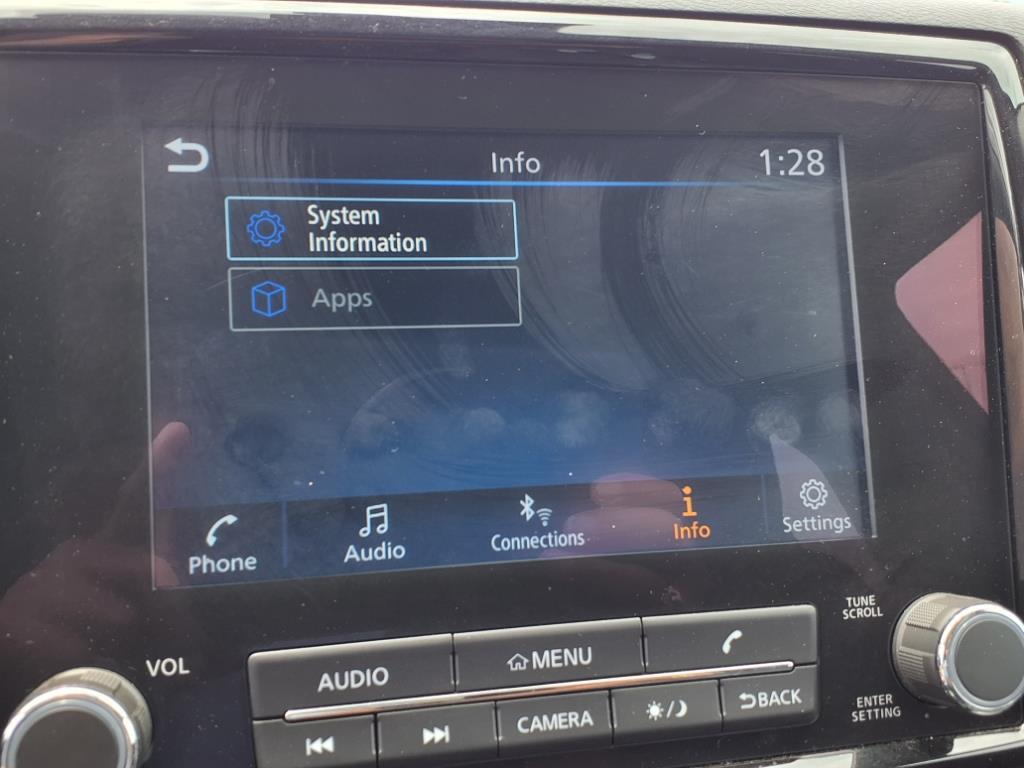 Info
1:28
System
Information
Apps
Phone
Audio
Connections
Info
Settings
TUNE
SCROLL
VOL
AUDIO
MENU
CAMERA
BACK
ENTER
SETTING